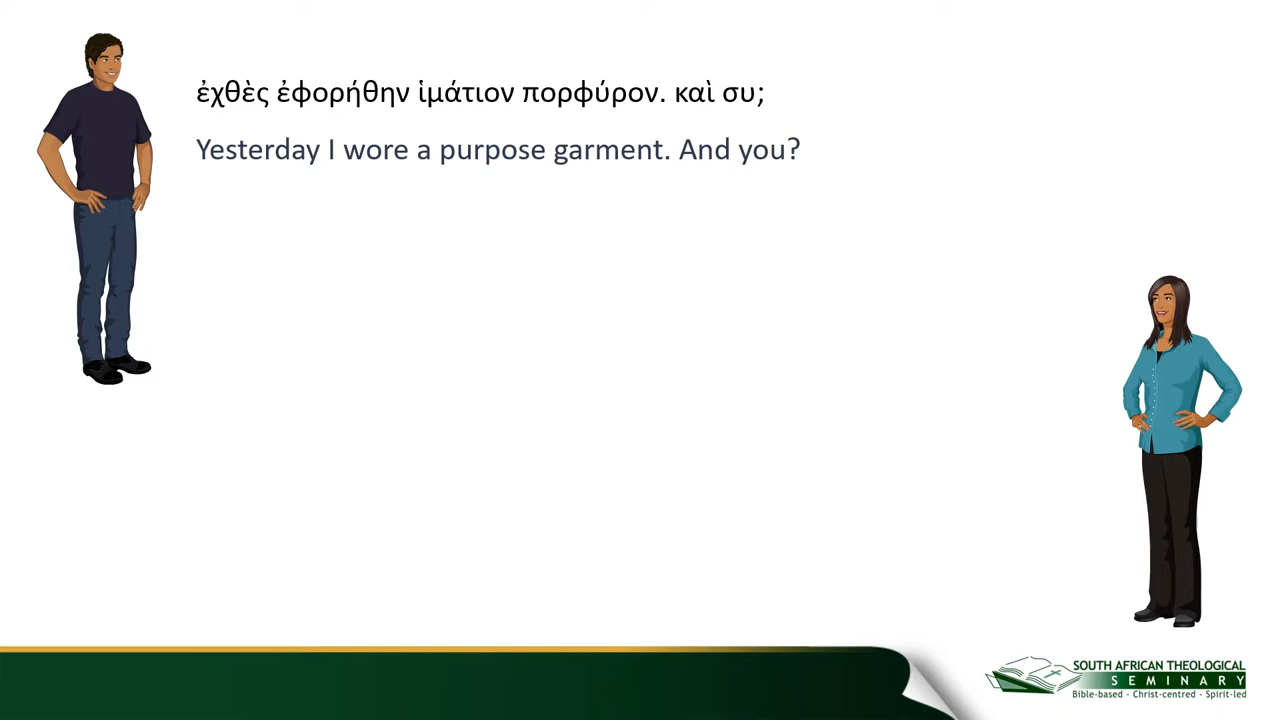 ἐχθὲς ἐφορήθην ἱμάτιον πορφύρον. καὶ συ;
Yesterday I wore a purpose garment. And you?
SOUTH AFRICAN THEOLOGICAL
SEMINARY
Bible-based - Christ-centred - Spirit-led